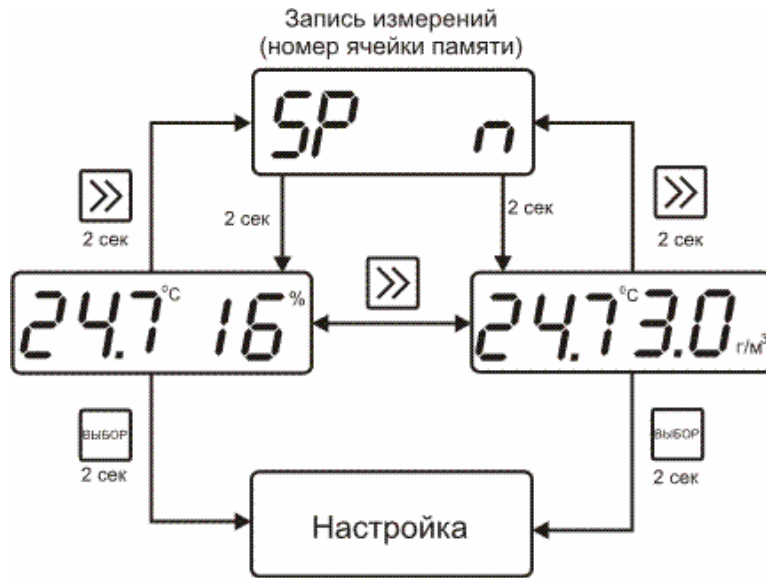 Запись измерений
(номер ячейки памяти)
SP n
>>
2 сек
2 сек
2 сек
>>
2 сек
24.7 °C 16 %
>>
24.7 °C 3.0 г/м³
ВЫБОР
2 сек
ВЫБОР
2 сек
Настройка